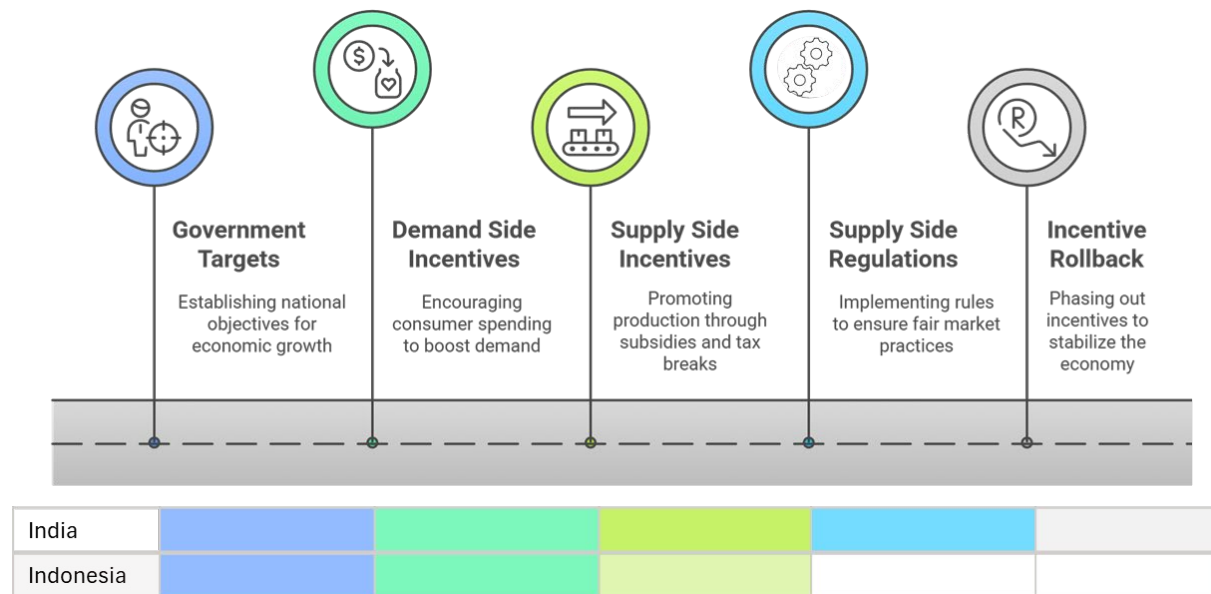 $
R
Government
Targets
Establishing national
objectives for
economic growth
Demand Side
Incentives
Encouraging
consumer spending
to boost demand
Supply Side
Incentives
Promoting
production through
subsidies and tax
breaks
Supply Side
Regulations
Implementing rules
to ensure fair market
practices
Incentive
Rollback
Phasing out
incentives to
stabilize the
economy
India
Indonesia